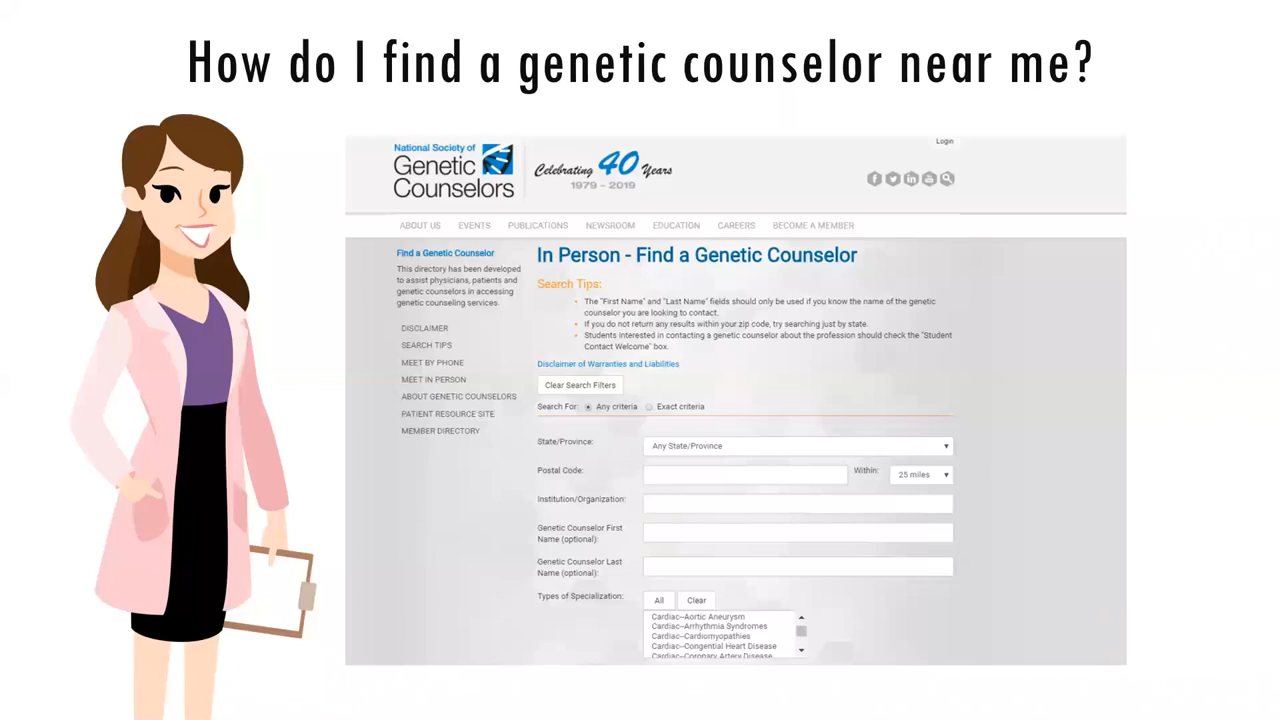 How do I find a genetic counselor near me?
National Society of
Genetic
Counselors
Celebrating 40 Years
1979 - 2019
Login
ABOUT US EVENTS PUBLICATIONS NEWSROOM EDUCATION CAREERS BECOME A MEMBER
Find a Genetic Counselor
This directory has been developed
to assist physicians, patients and
genetic counselors in accessing
genetic counseling services.
DISCLAIMER
SEARCH TIPS
MEET BY PHONE
MEET IN PERSON
ABOUT GENETIC COUNSELORS
PATIENT RESOURCE SITE
MEMBER DIRECTORY
In Person - Find a Genetic Counselor
Search Tips:
The "First Name" and "Last Name" fields should only be used if you know the name of the genetic
counselor you are looking to contact.
If you do not return any results within your zip code, try searching just by state.
Students interested in contacting a genetic counselor about the profession should check the "Student
Contact Welcome" box.
Disclaimer of Warranties and Liabilities
Clear Search Filters
Search For: Any criteria Exact criteria
State/Province: Any State/Province
Postal Code: Within: 25 miles
Institution/Organization:
Genetic Counselor First
Name (optional):
Genetic Counselor Last
Name (optional):
Types of Specialization: All Clear
Cardiac--Aortic Aneurysm
Cardiac--Arrhythmia Syndromes
Cardiac--Cardiomyopathies
Cardiac--Congential Heart Disease
Cardiac--Coronary Artery Disease